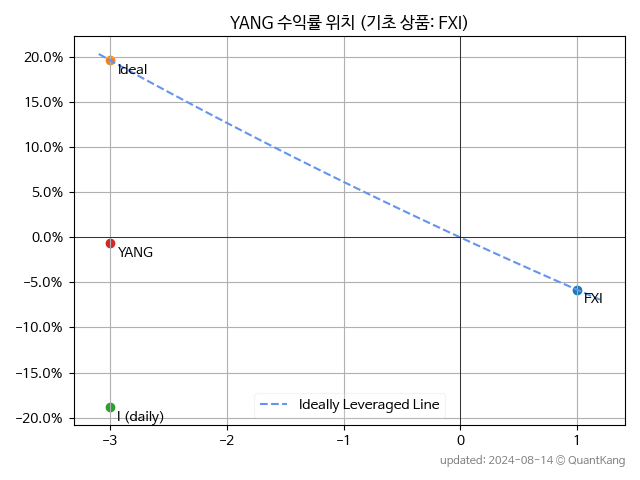 YANG 수익률 위치 (기초 상품: FXI)
20.0%
15.0%
10.0%
5.0%
0.0%
-5.0%
-10.0%
-15.0%
-20.0%
Ideal
YANG
FXI
I (daily)
Ideally Leveraged Line
-3
-2
-1
0
1
updated: 2024-08-14 © QuantKang